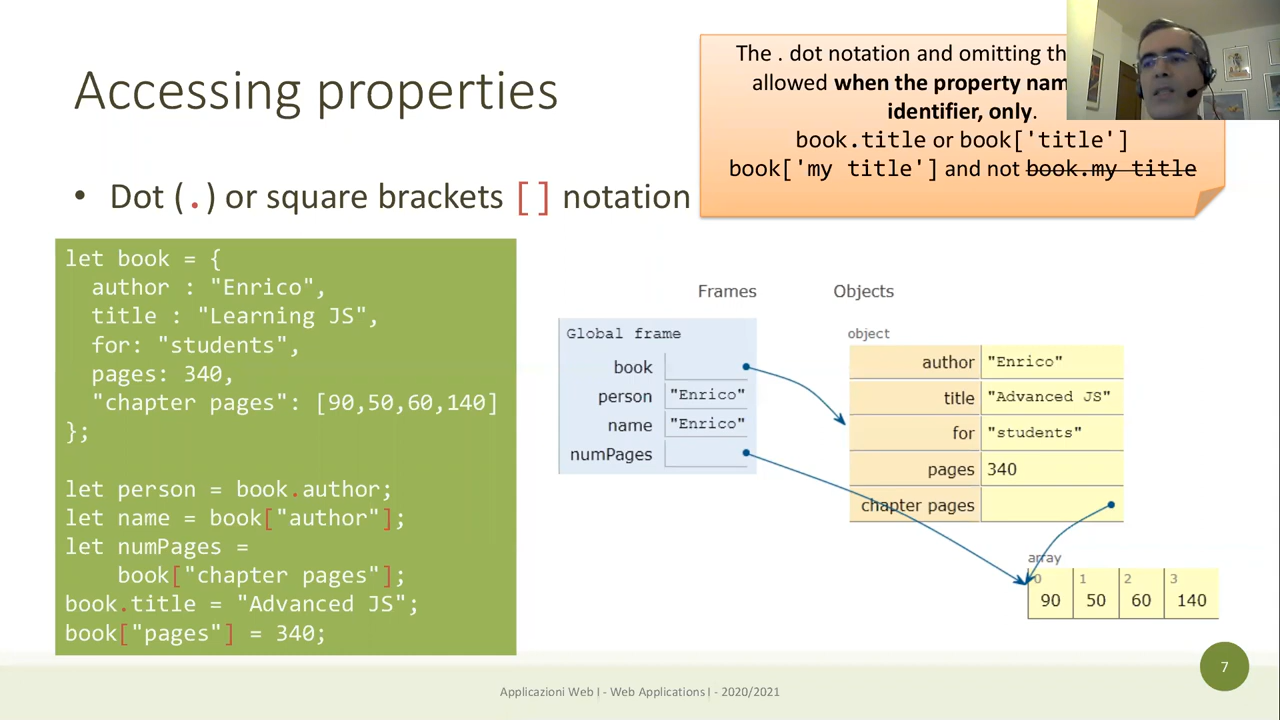 Accessing properties
The . dot notation and omitting th
allowed when the property nam
identifier, only.
book.title or book['title']
book['my title'] and not book.my title
• Dot (.) or square brackets [] notation
let book = {
author : "Enrico",
title : "Learning JS",
for: "students",
pages: 340,
"chapter pages": [90,50,60,140]
};
let person = book.author;
let name = book["author"];
let numPages =
book["chapter pages"];
book.title = "Advanced JS";
book["pages"] = 340;
Frames
Objects
Global frame
book
person "Enrico"
name "Enrico"
numPages
object
author "Enrico"
title "Advanced JS"
for "students"
pages 340
chapter pages
array
0 1 2 3
90 50 60 140
Applicazioni Web I - Web Applications I - 2020/2021
7